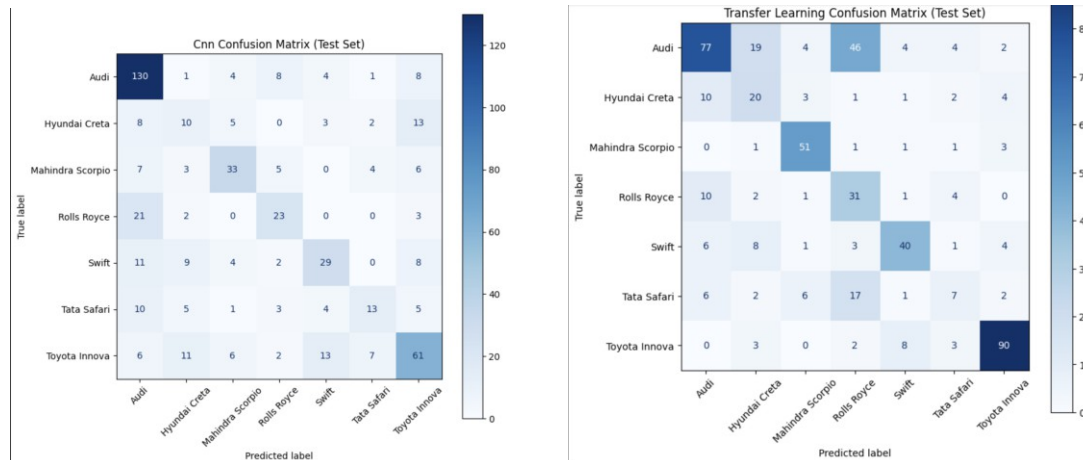 Cnn Confusion Matrix (Test Set)
True label
Audi 130 1 4 8 4 1 8
Hyundai Creta 8 10 5 0 3 2 13
Mahindra Scorpio 7 3 33 5 0 4 6
Rolls Royce 21 2 0 23 0 0 3
Swift 11 9 4 2 29 0 8
Tata Safari 10 5 1 3 4 13 5
Toyota Innova 6 11 6 2 13 7 61
Audi Hyundai Creta Mahindra Scorpio Rolls Royce Swift Tata Safari Toyota Innova
Predicted label
120
100
80
60
40
20
0
Transfer Learning Confusion Matrix (Test Set)
True label
Audi 77 19 4 46 4 4 2
Hyundai Creta 10 20 3 1 1 2 4
Mahindra Scorpio 0 1 51 1 1 1 3
Rolls Royce 10 2 1 31 1 4 0
Swift 6 8 1 3 40 1 4
Tata Safari 6 2 6 17 1 7 2
Toyota Innova 0 3 0 2 8 3 90
Audi Hyundai Creta Mahindra Scorpio Rolls Royce Swift Tata Safari Toyota Innova
Predicted label
8
7
6
5
4
3
2
1
0